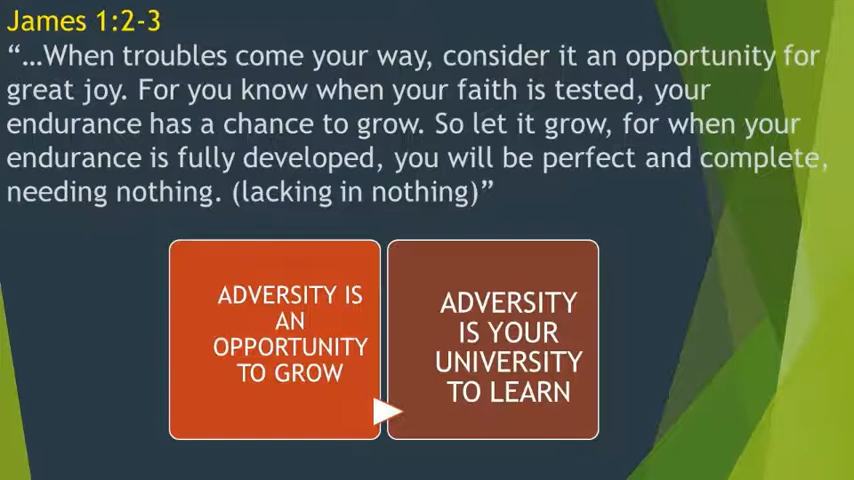 James 1:2-3
“…When troubles come your way, consider it an opportunity for
great joy. For you know when your faith is tested, your
endurance has a chance to grow. So let it grow, for when your
endurance is fully developed, you will be perfect and complete,
needing nothing. (lacking in nothing)”
ADVERSITY IS
AN
OPPORTUNITY
TO GROW
ADVERSITY
IS YOUR
UNIVERSITY
TO LEARN